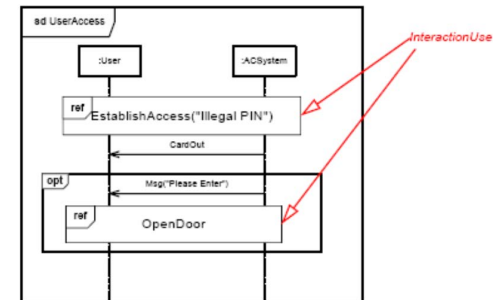 sd UserAccess
InteractionUse
:User
:ACSystem
ref
EstablishAccess("Illegal PIN")
CardOut
opt
Msg("Please Enter")
ref
OpenDoor